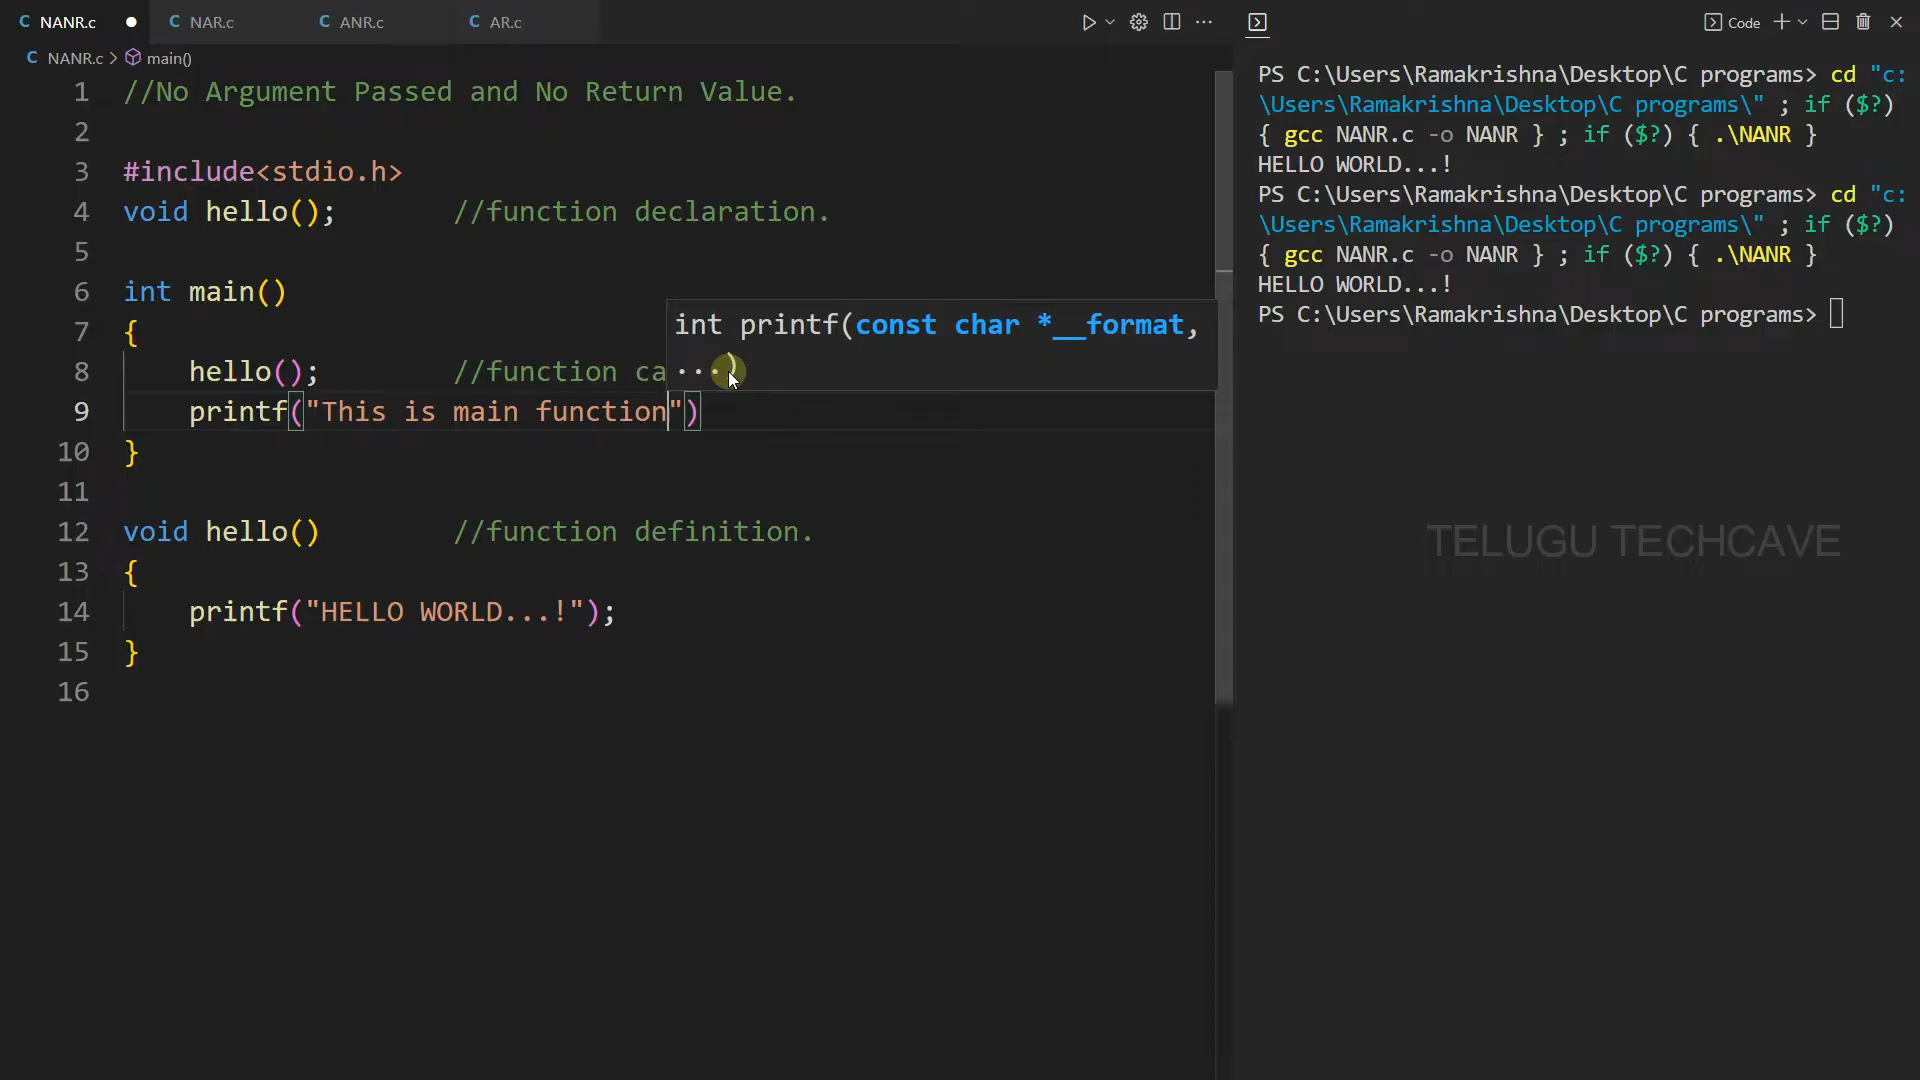 NANR.c NAR.c ANR.c AR.c
NANR.c > main()
1 //No Argument Passed and No Return Value.
2
3 #include<stdio.h>
4 void hello(); //function declaration.
5
6 int main()
7 {
8 hello(); //function ca
9 printf("This is main function")
10 }
11
12 void hello() //function definition.
13 {
14 printf("HELLO WORLD...!");
15 }
16
int printf(const char *__format,
...)
Code
PS C:\Users\Ramakrishna\Desktop\C programs> cd "c:
\Users\Ramakrishna\Desktop\C programs\" ; if ($?)
{ gcc NANR.c -o NANR } ; if ($?) { .\NANR }
HELLO WORLD...!
PS C:\Users\Ramakrishna\Desktop\C programs> cd "c:
\Users\Ramakrishna\Desktop\C programs\" ; if ($?)
{ gcc NANR.c -o NANR } ; if ($?) { .\NANR }
HELLO WORLD...!
PS C:\Users\Ramakrishna\Desktop\C programs>
TELUGU TECHCAVE